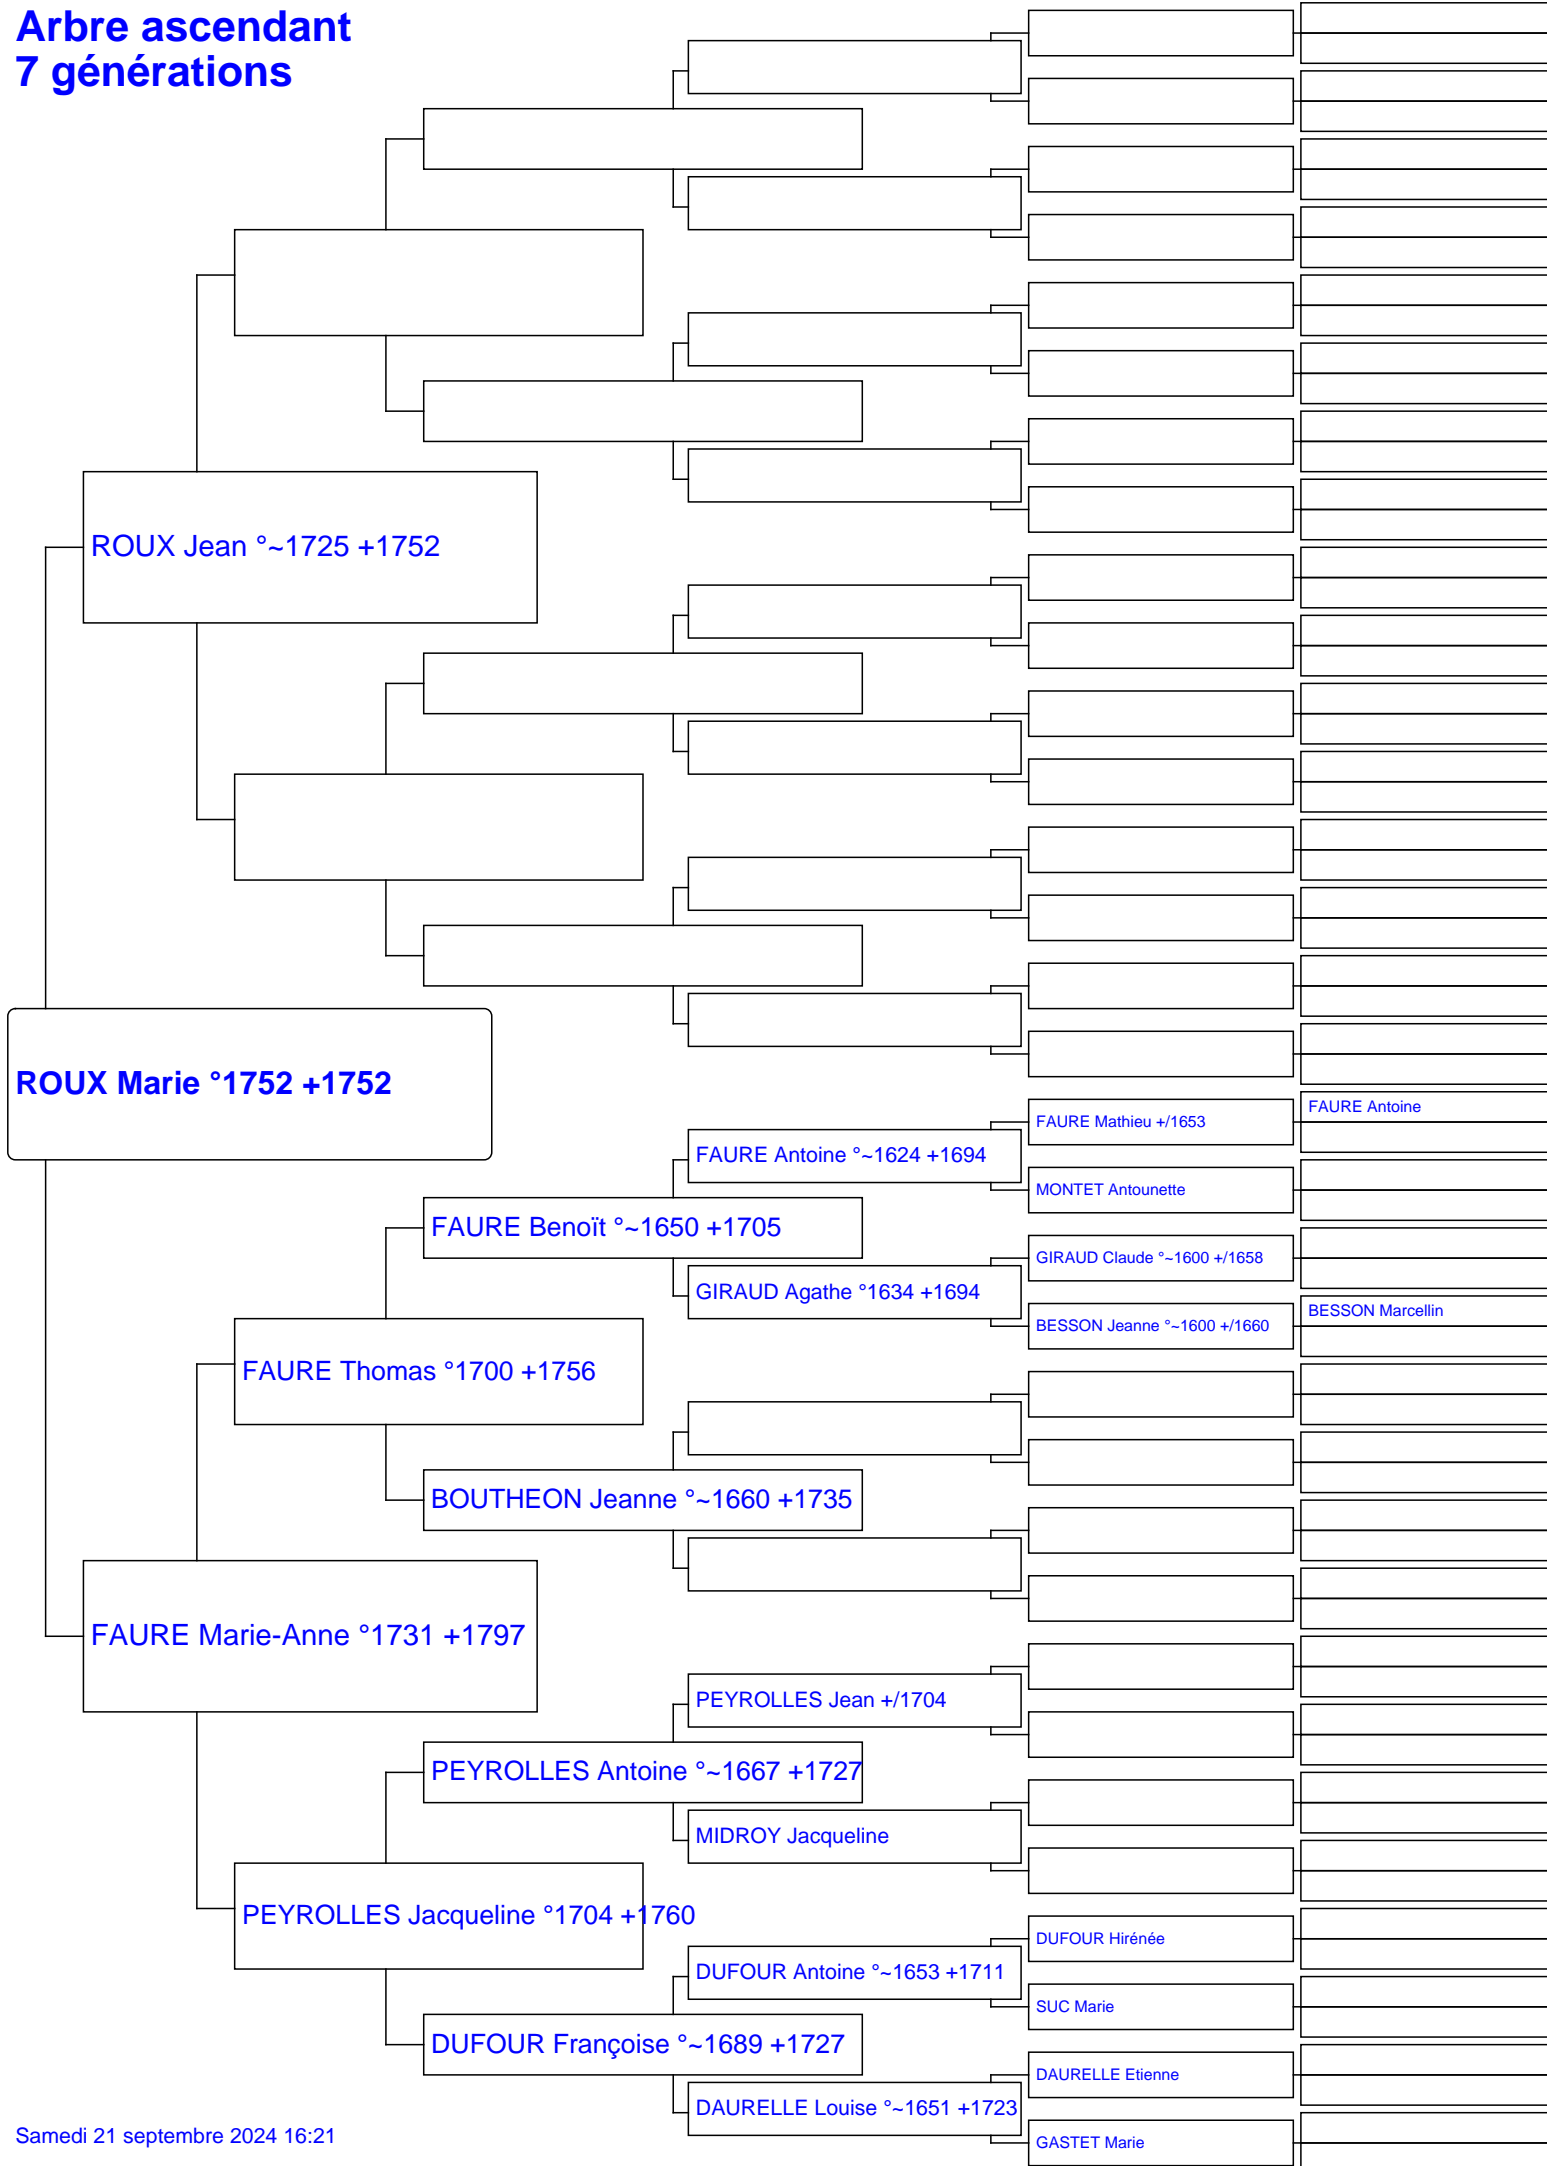 Arbre ascendant
7 générations
ROUX Jean °~1725 +1752
ROUX Marie °1752 +1752
FAURE Antoine
FAURE Mathieu +/1653
FAURE Antoine °~1624 +1694
MONTET Antounette
FAURE Benoït °~1650 +1705
GIRAUD Claude °~1600 +/1658
GIRAUD Agathe °1634 +1694
BESSON Marcellin
BESSON Jeanne °~1600 +/1660
FAURE Thomas °1700 +1756
BOUTHEON Jeanne °~1660 +1735
FAURE Marie-Anne °1731 +1797
PEYROLLES Jean +/1704
PEYROLLES Antoine °~1667 +1727
MIDROY Jacqueline
PEYROLLES Jacqueline °1704 +1760
DUFOUR Hirénée
DUFOUR Antoine °~1653 +1711
SUC Marie
DUFOUR Françoise °~1689 +1727
DAURELLE Etienne
DAURELLE Louise °~1651 +1723
GASTET Marie
Samedi 21 septembre 2024 16:21